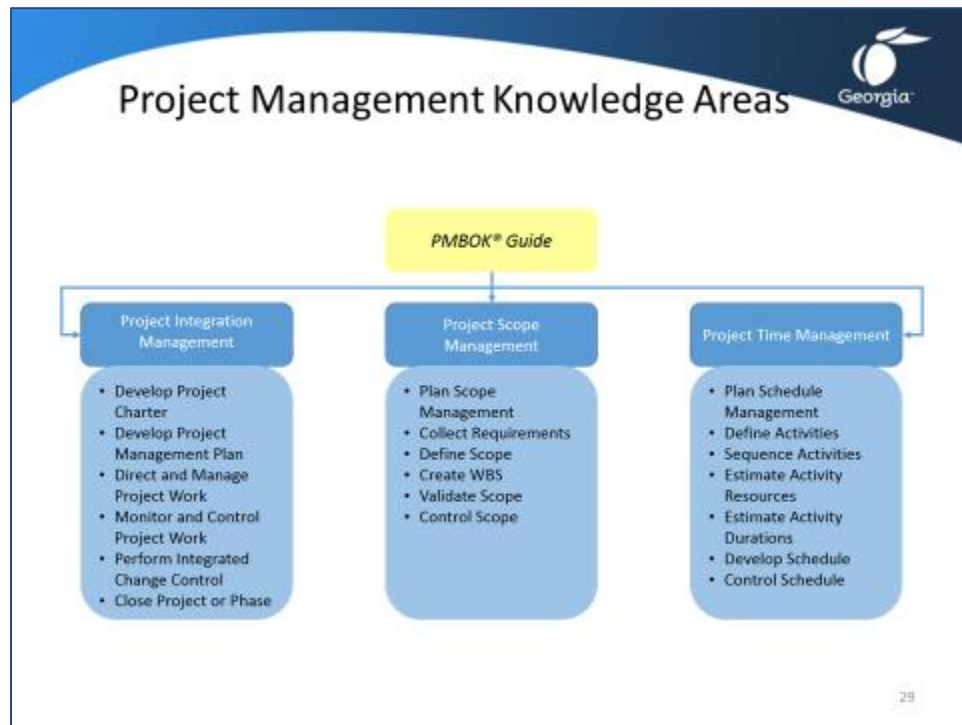 Project Management Knowledge Areas
Georgia™
PMBOK® Guide
Project Integration
Management
• Develop Project
Charter
• Develop Project
Management Plan
• Direct and Manage
Project Work
• Monitor and Control
Project Work
• Perform Integrated
Change Control
• Close Project or Phase
Project Scope
Management
• Plan Scope
Management
• Collect Requirements
• Define Scope
• Create WBS
• Validate Scope
• Control Scope
Project Time Management
• Plan Schedule
Management
• Define Activities
• Sequence Activities
• Estimate Activity
Resources
• Estimate Activity
Durations
• Develop Schedule
• Control Schedule
29